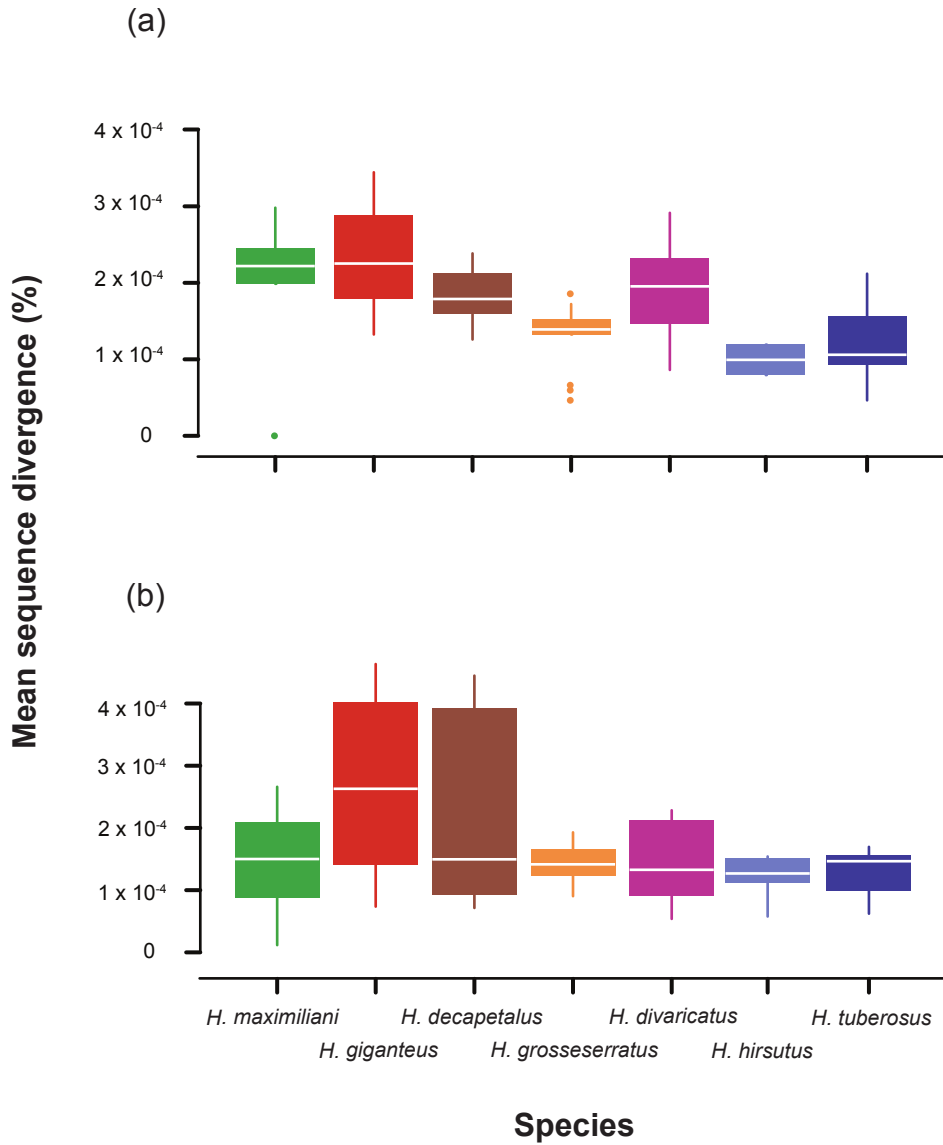 (a)
4 x 10⁻⁴
3 x 10⁻⁴
2 x 10⁻⁴
1 x 10⁻⁴
0
Mean sequence divergence (%)
(b)
4 x 10⁻⁴
3 x 10⁻⁴
2 x 10⁻⁴
1 x 10⁻⁴
0
H. maximiliani H. decapetalus H. divaricatus H. tuberosus
H. giganteus H. grosseserratus H. hirsutus
Species